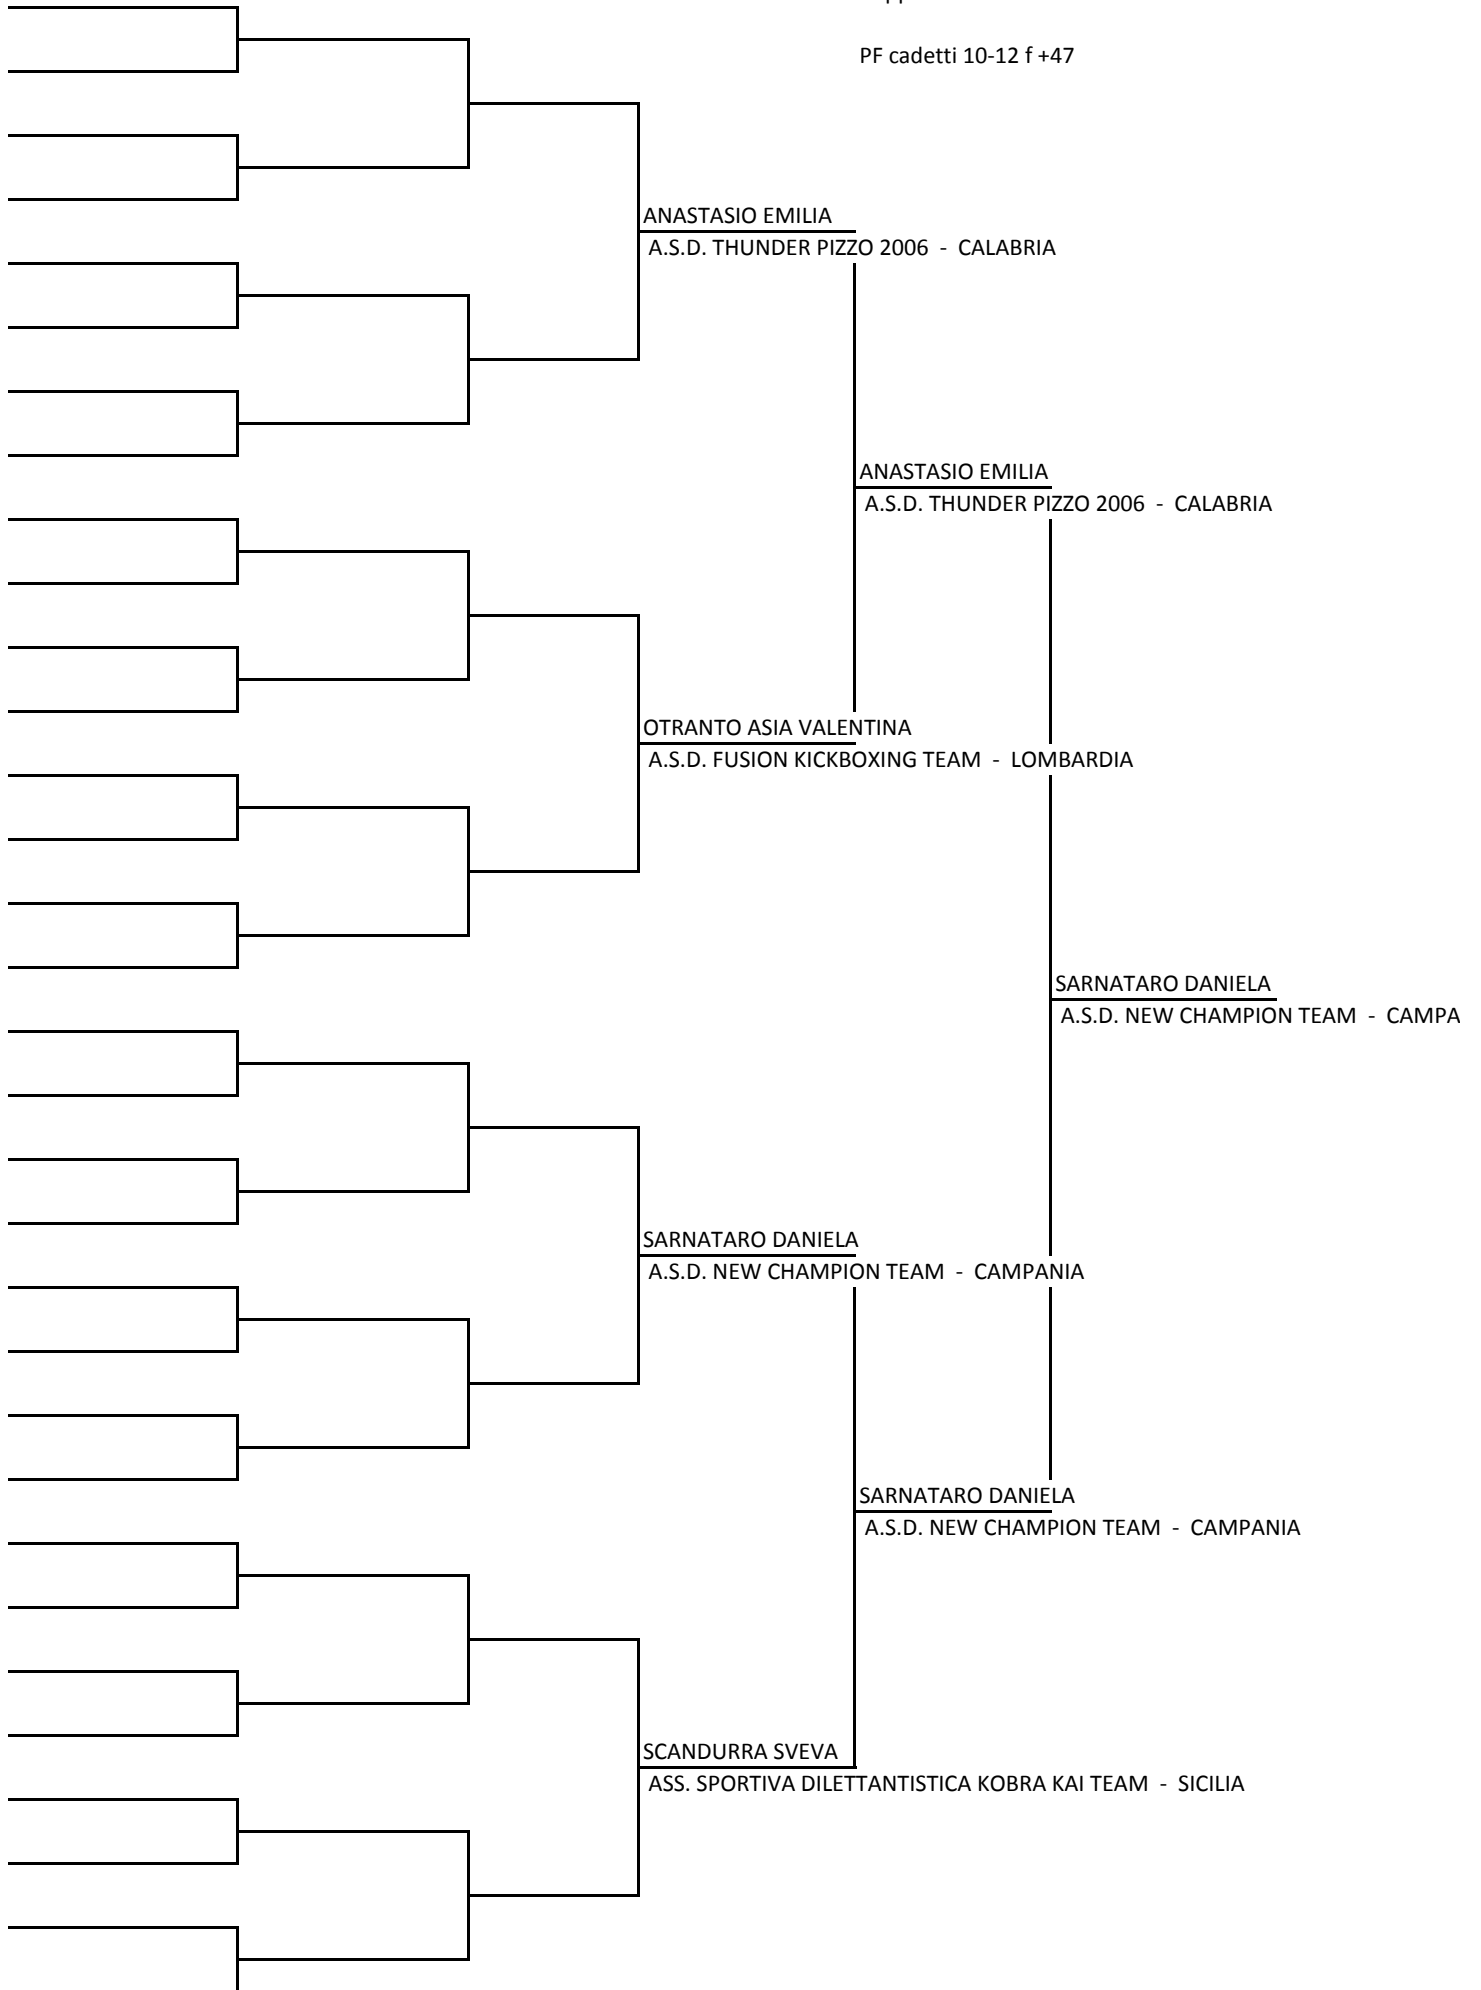 PF cadetti 10-12 f +47
ANASTASIO EMILIA
A.S.D. THUNDER PIZZO 2006 - CALABRIA
ANASTASIO EMILIA
A.S.D. THUNDER PIZZO 2006 - CALABRIA
OTRANTO ASIA VALENTINA
A.S.D. FUSION KICKBOXING TEAM - LOMBARDIA
SARNATARO DANIELA
A.S.D. NEW CHAMPION TEAM - CAMPA
SARNATARO DANIELA
A.S.D. NEW CHAMPION TEAM - CAMPANIA
SARNATARO DANIELA
A.S.D. NEW CHAMPION TEAM - CAMPANIA
SCANDURRA SVEVA
ASS. SPORTIVA DILETTANTISTICA KOBRA KAI TEAM - SICILIA